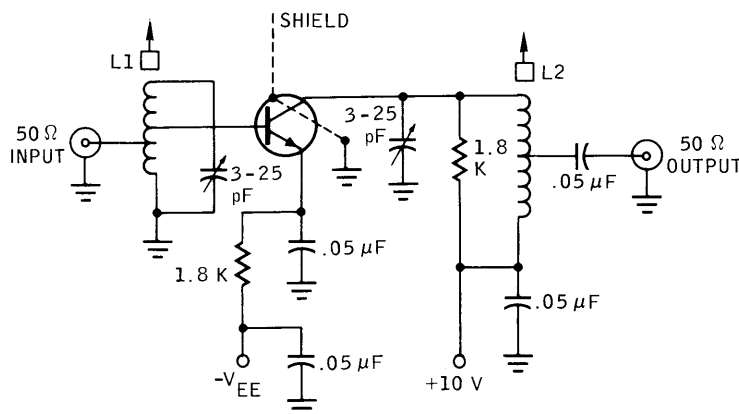 SHIELD
L1
L2
50 Ω
INPUT
3-25
pF
3-25
pF
1.8
K
50 Ω
OUTPUT
.05 µF
1.8 K
.05 µF
.05 µF
.05 µF
-VEE
+10 V